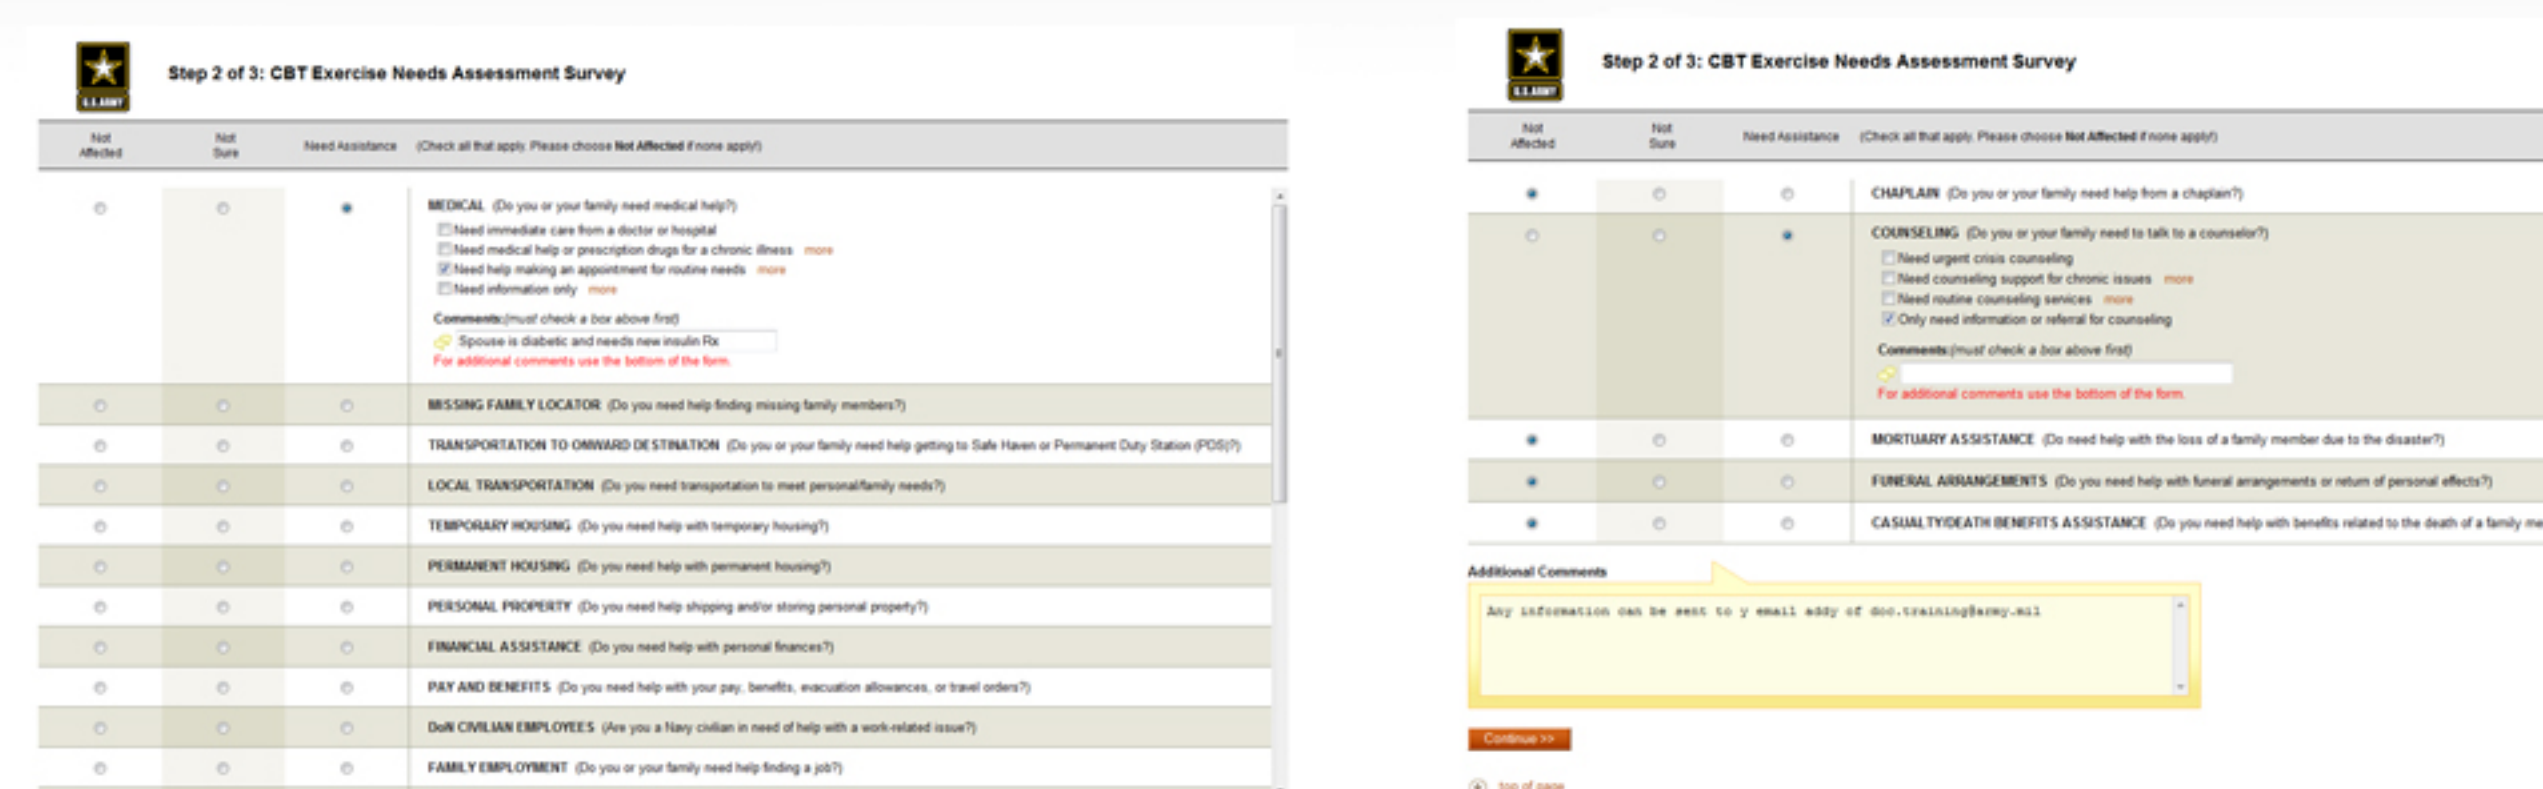 U.S. ARMY
Step 2 of 3: CBT Exercise Needs Assessment Survey
Not Affected
Not Sure
Need Assistance
(Check all that apply. Please choose Not Affected if none apply!)
MEDICAL (Do you or your family need medical help?)
Need immediate care from a doctor or hospital
Need medical help or prescription drugs for a chronic illness more
Need help making an appointment for routine needs more
Need information only more
Comments:(must check a box above first)
Spouse is diabetic and needs new insulin Rx
For additional comments use the bottom of the form.
MISSING FAMILY LOCATOR (Do you need help finding missing family members?)
TRANSPORTATION TO ONWARD DESTINATION (Do you or your family need help getting to Safe Haven or Permanent Duty Station (PDS)?)
LOCAL TRANSPORTATION (Do you need transportation to meet personal/family needs?)
TEMPORARY HOUSING (Do you need help with temporary housing?)
PERMANENT HOUSING (Do you need help with permanent housing?)
PERSONAL PROPERTY (Do you need help shipping and/or storing personal property?)
FINANCIAL ASSISTANCE (Do you need help with personal finances?)
PAY AND BENEFITS (Do you need help with your pay, benefits, evacuation allowances, or travel orders?)
DoN CIVILIAN EMPLOYEES (Are you a Navy civilian in need of help with a work-related issue?)
FAMILY EMPLOYMENT (Do you or your family need help finding a job?)
U.S. ARMY
Step 2 of 3: CBT Exercise Needs Assessment Survey
Not Affected
Not Sure
Need Assistance
(Check all that apply. Please choose Not Affected if none apply!)
CHAPLAIN (Do you or your family need help from a chaplain?)
COUNSELING (Do you or your family need to talk to a counselor?)
Need urgent crisis counseling
Need counseling support for chronic issues more
Need routine counseling services more
Only need information or referral for counseling
Comments:(must check a box above first)
For additional comments use the bottom of the form.
MORTUARY ASSISTANCE (Do need help with the loss of a family member due to the disaster?)
FUNERAL ARRANGEMENTS (Do you need help with funeral arrangements or return of personal effects?)
CASUALTY/DEATH BENEFITS ASSISTANCE (Do you need help with benefits related to the death of a family me
Additional Comments
Any information can be sent to y email addy of doc.training@army.mil
Continue >>
top of page